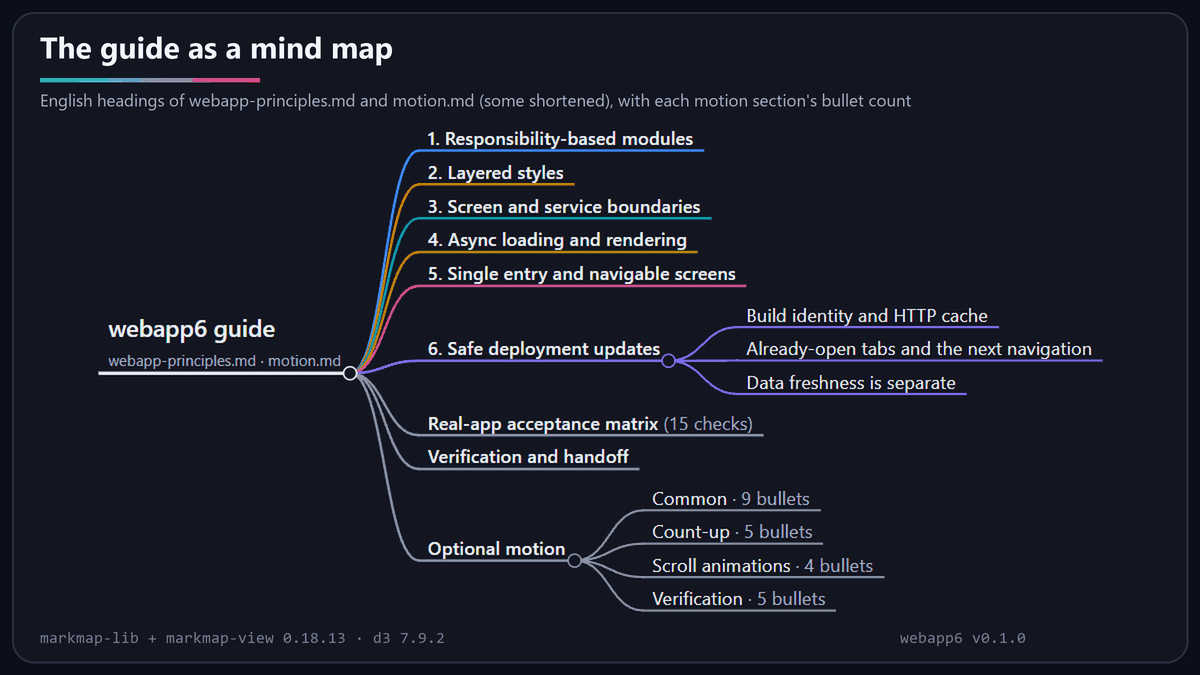 The guide as a mind map
English headings of webapp-principles.md and motion.md (some shortened), with each motion section's bullet count
1. Responsibility-based modules
2. Layered styles
3. Screen and service boundaries
4. Async loading and rendering
5. Single entry and navigable screens
webapp6 guide
webapp-principles.md · motion.md
6. Safe deployment updates
Build identity and HTTP cache
Already-open tabs and the next navigation
Data freshness is separate
Real-app acceptance matrix (15 checks)
Verification and handoff
Optional motion
Common · 9 bullets
Count-up · 5 bullets
Scroll animations · 4 bullets
Verification · 5 bullets
markmap-lib + markmap-view 0.18.13 · d3 7.9.2
webapp6 v0.1.0